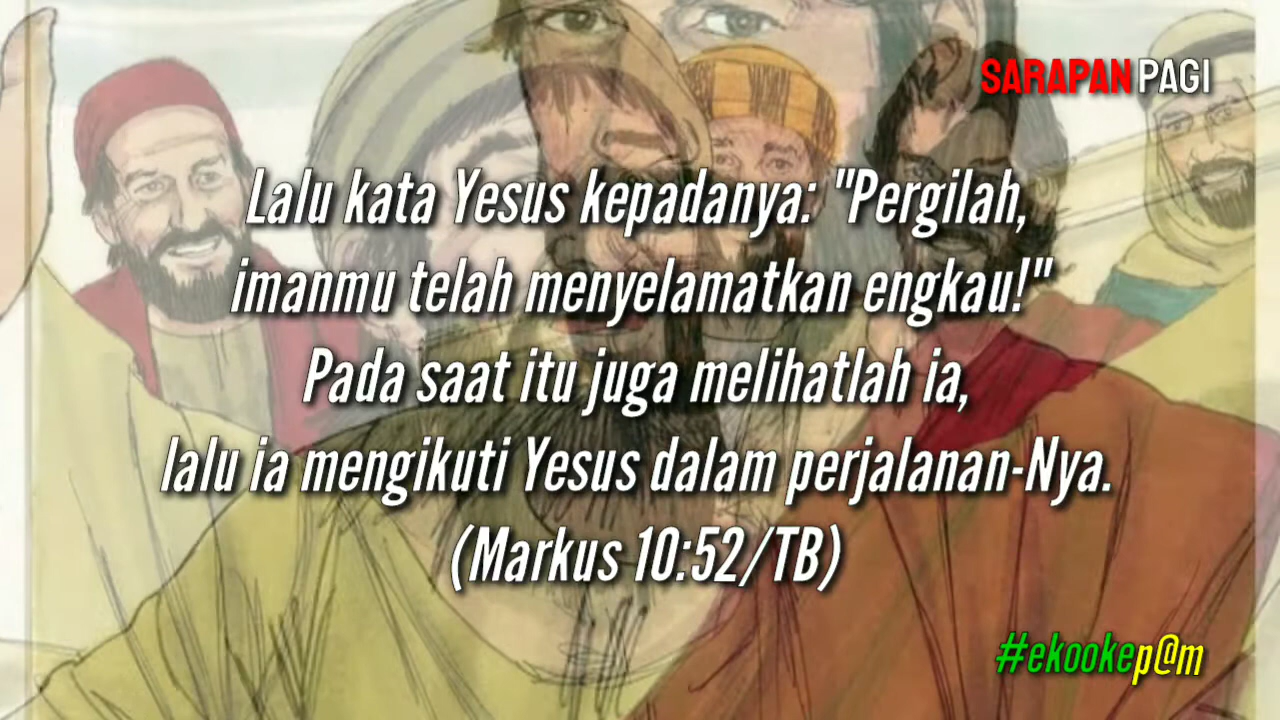 SARAPAN PAGI
Lalu kata Yesus kepadanya: "Pergilah,
imanmu telah menyelamatkan engkau!"
Pada saat itu juga melihatlah ia,
lalu ia mengikuti Yesus dalam perjalanan-Nya.
(Markus 10:52/TB)
#ekookep@m